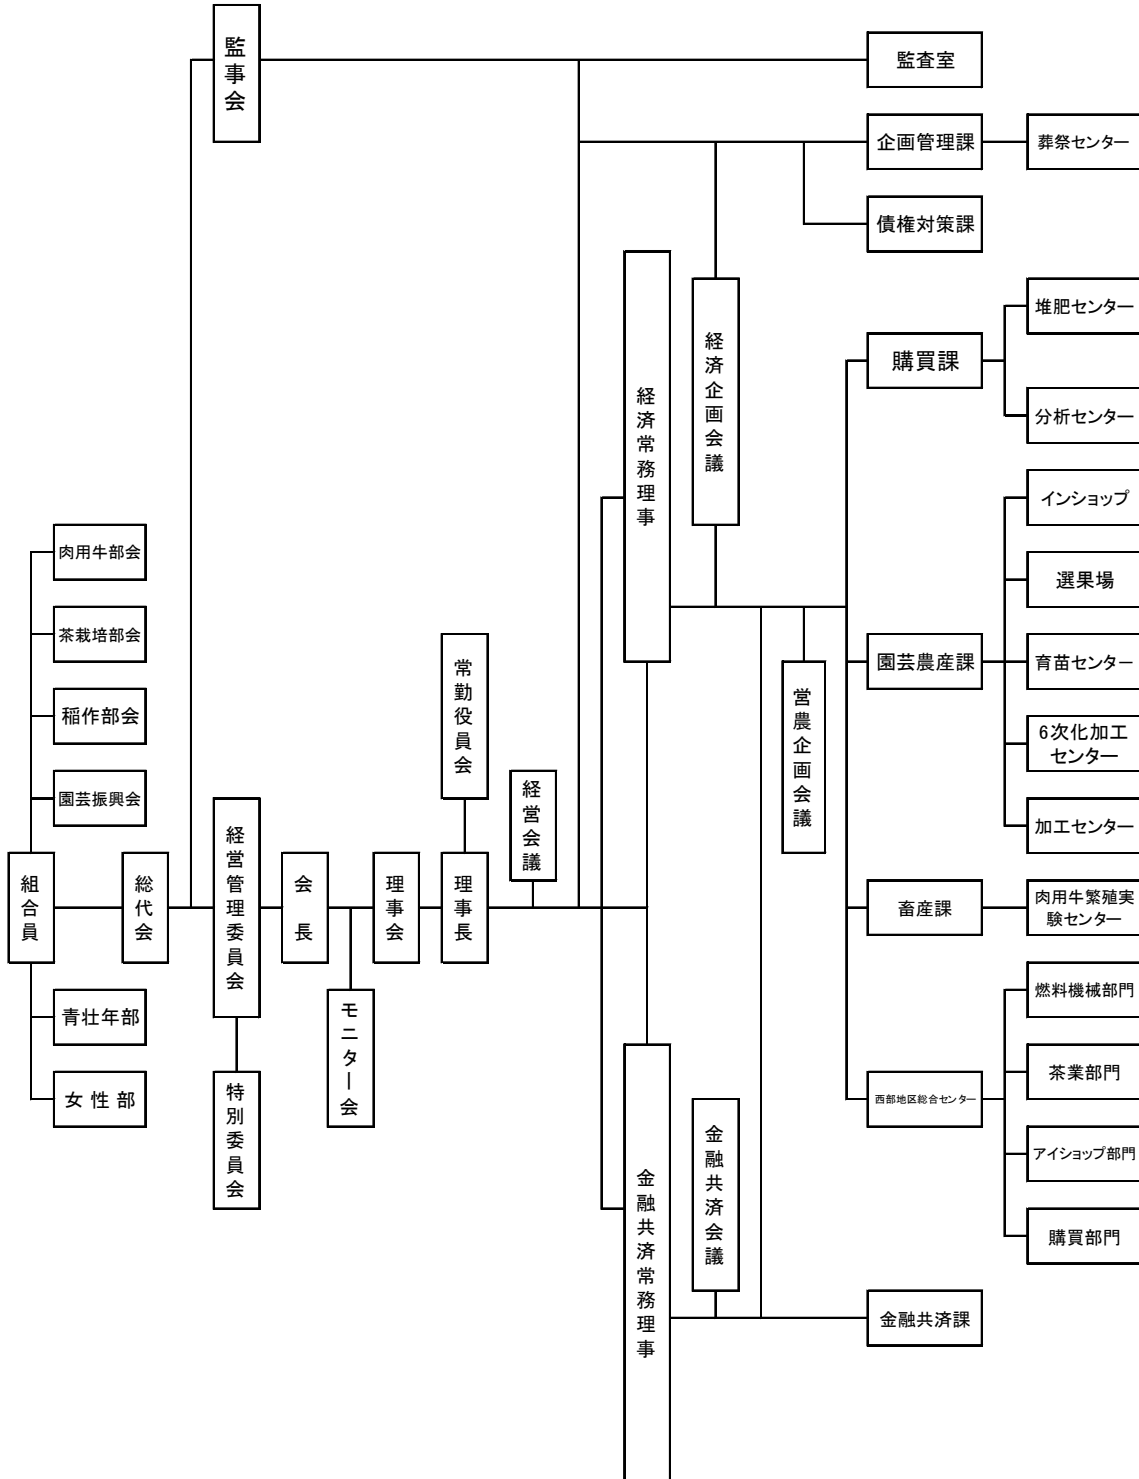 監事会
監査室
企画管理課
葬祭センター
債権対策課
経済常務理事
経済企画会議
購買課
堆肥センター
分析センター
インショップ
選果場
園芸農産課
育苗センター
6次化加工
センター
加工センター
営農企画会議
畜産課
肉用牛繁殖実
験センター
燃料機械部門
西部地区総合センター
茶業部門
アイショップ部門
購買部門
肉用牛部会
茶栽培部会
稲作部会
園芸振興会
組合員
総代会
経営管理委員会
会長
理事会
理事長
常勤役員会
経営会議
青壮年部
女性部
特別委員会
モニター会
金融共済常務理事
金融共済会議
金融共済課